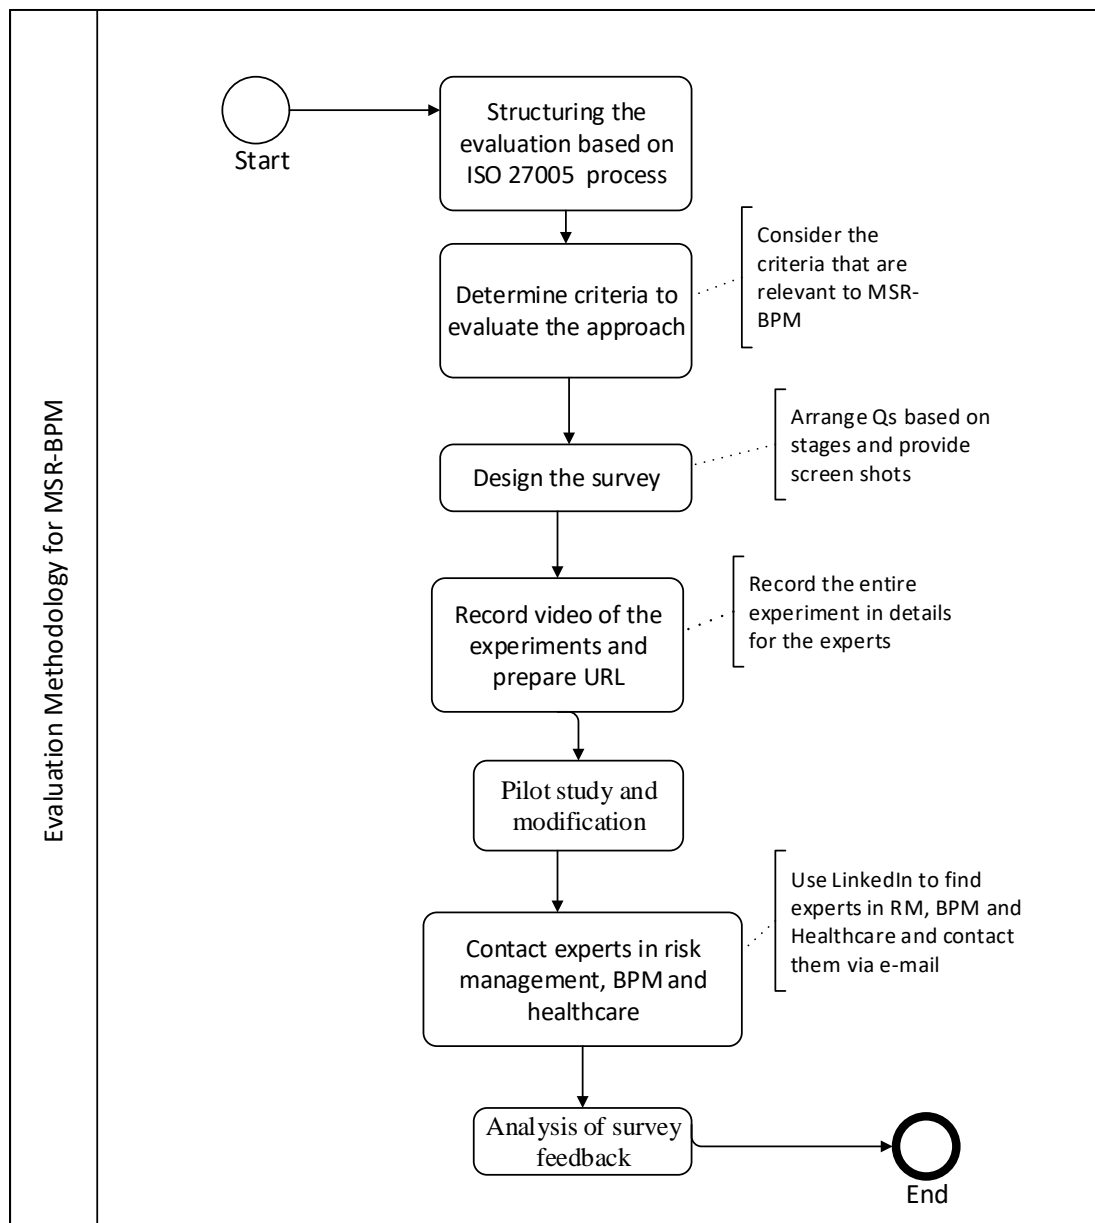 Evaluation Methodology for MSR-BPM
Start
Structuring the
evaluation based on
ISO 27005 process
Determine criteria to
evaluate the approach
Consider the
criteria that are
relevant to MSR-
BPM
Design the survey
Arrange Qs based on
stages and provide
screen shots
Record video of the
experiments and
prepare URL
Record the entire
experiment in details
for the experts
Pilot study and
modification
Contact experts in risk
management, BPM and
healthcare
Use LinkedIn to find
experts in RM, BPM and
Healthcare and contact
them via e-mail
Analysis of survey
feedback
End